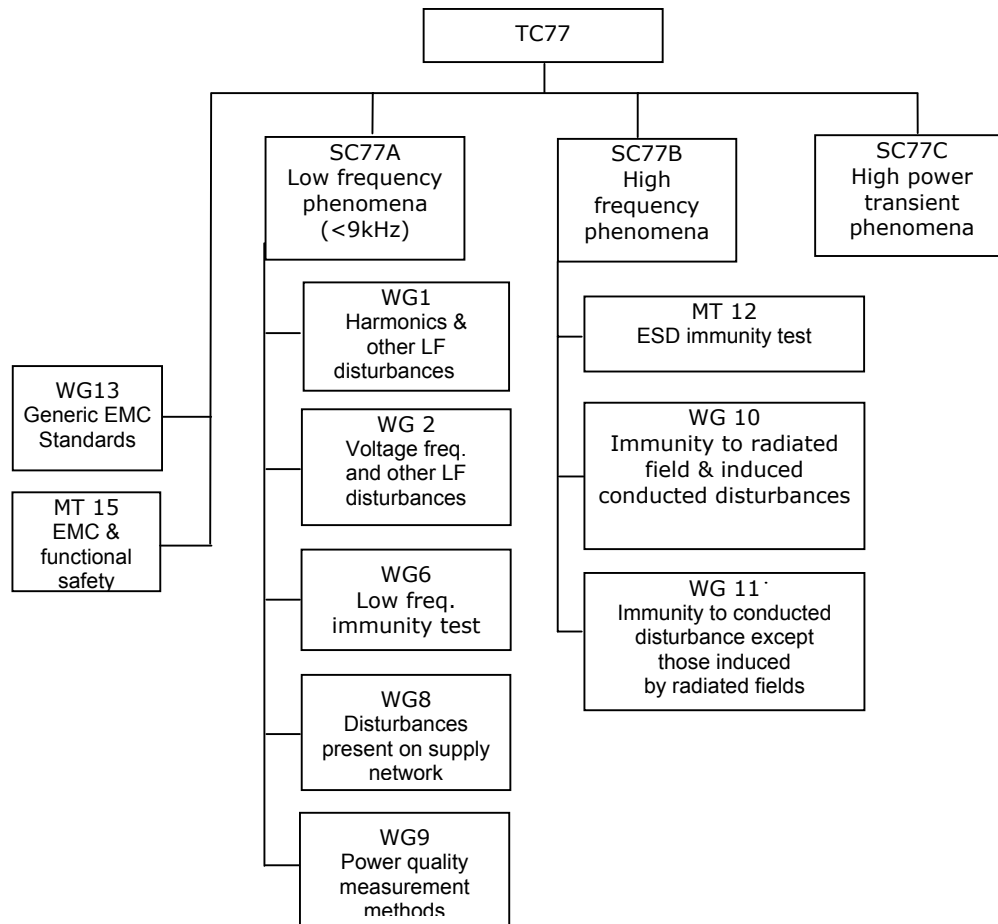 TC77
SC77A
Low frequency
phenomena
(<9kHz)
SC77B
High
frequency
phenomena
SC77C
High power
transient
phenomena
WG13
Generic EMC
Standards
MT 15
EMC &
functional
safety
WG1
Harmonics &
other LF
disturbances
WG 2
Voltage freq.
and other LF
disturbances
WG6
Low freq.
immunity test
WG8
Disturbances
present on supply
network
WG9
Power quality
measurement
methods
MT 12
ESD immunity test
WG 10
Immunity to radiated
field & induced
conducted disturbances
WG 11
Immunity to conducted
disturbance except
those induced
by radiated fields